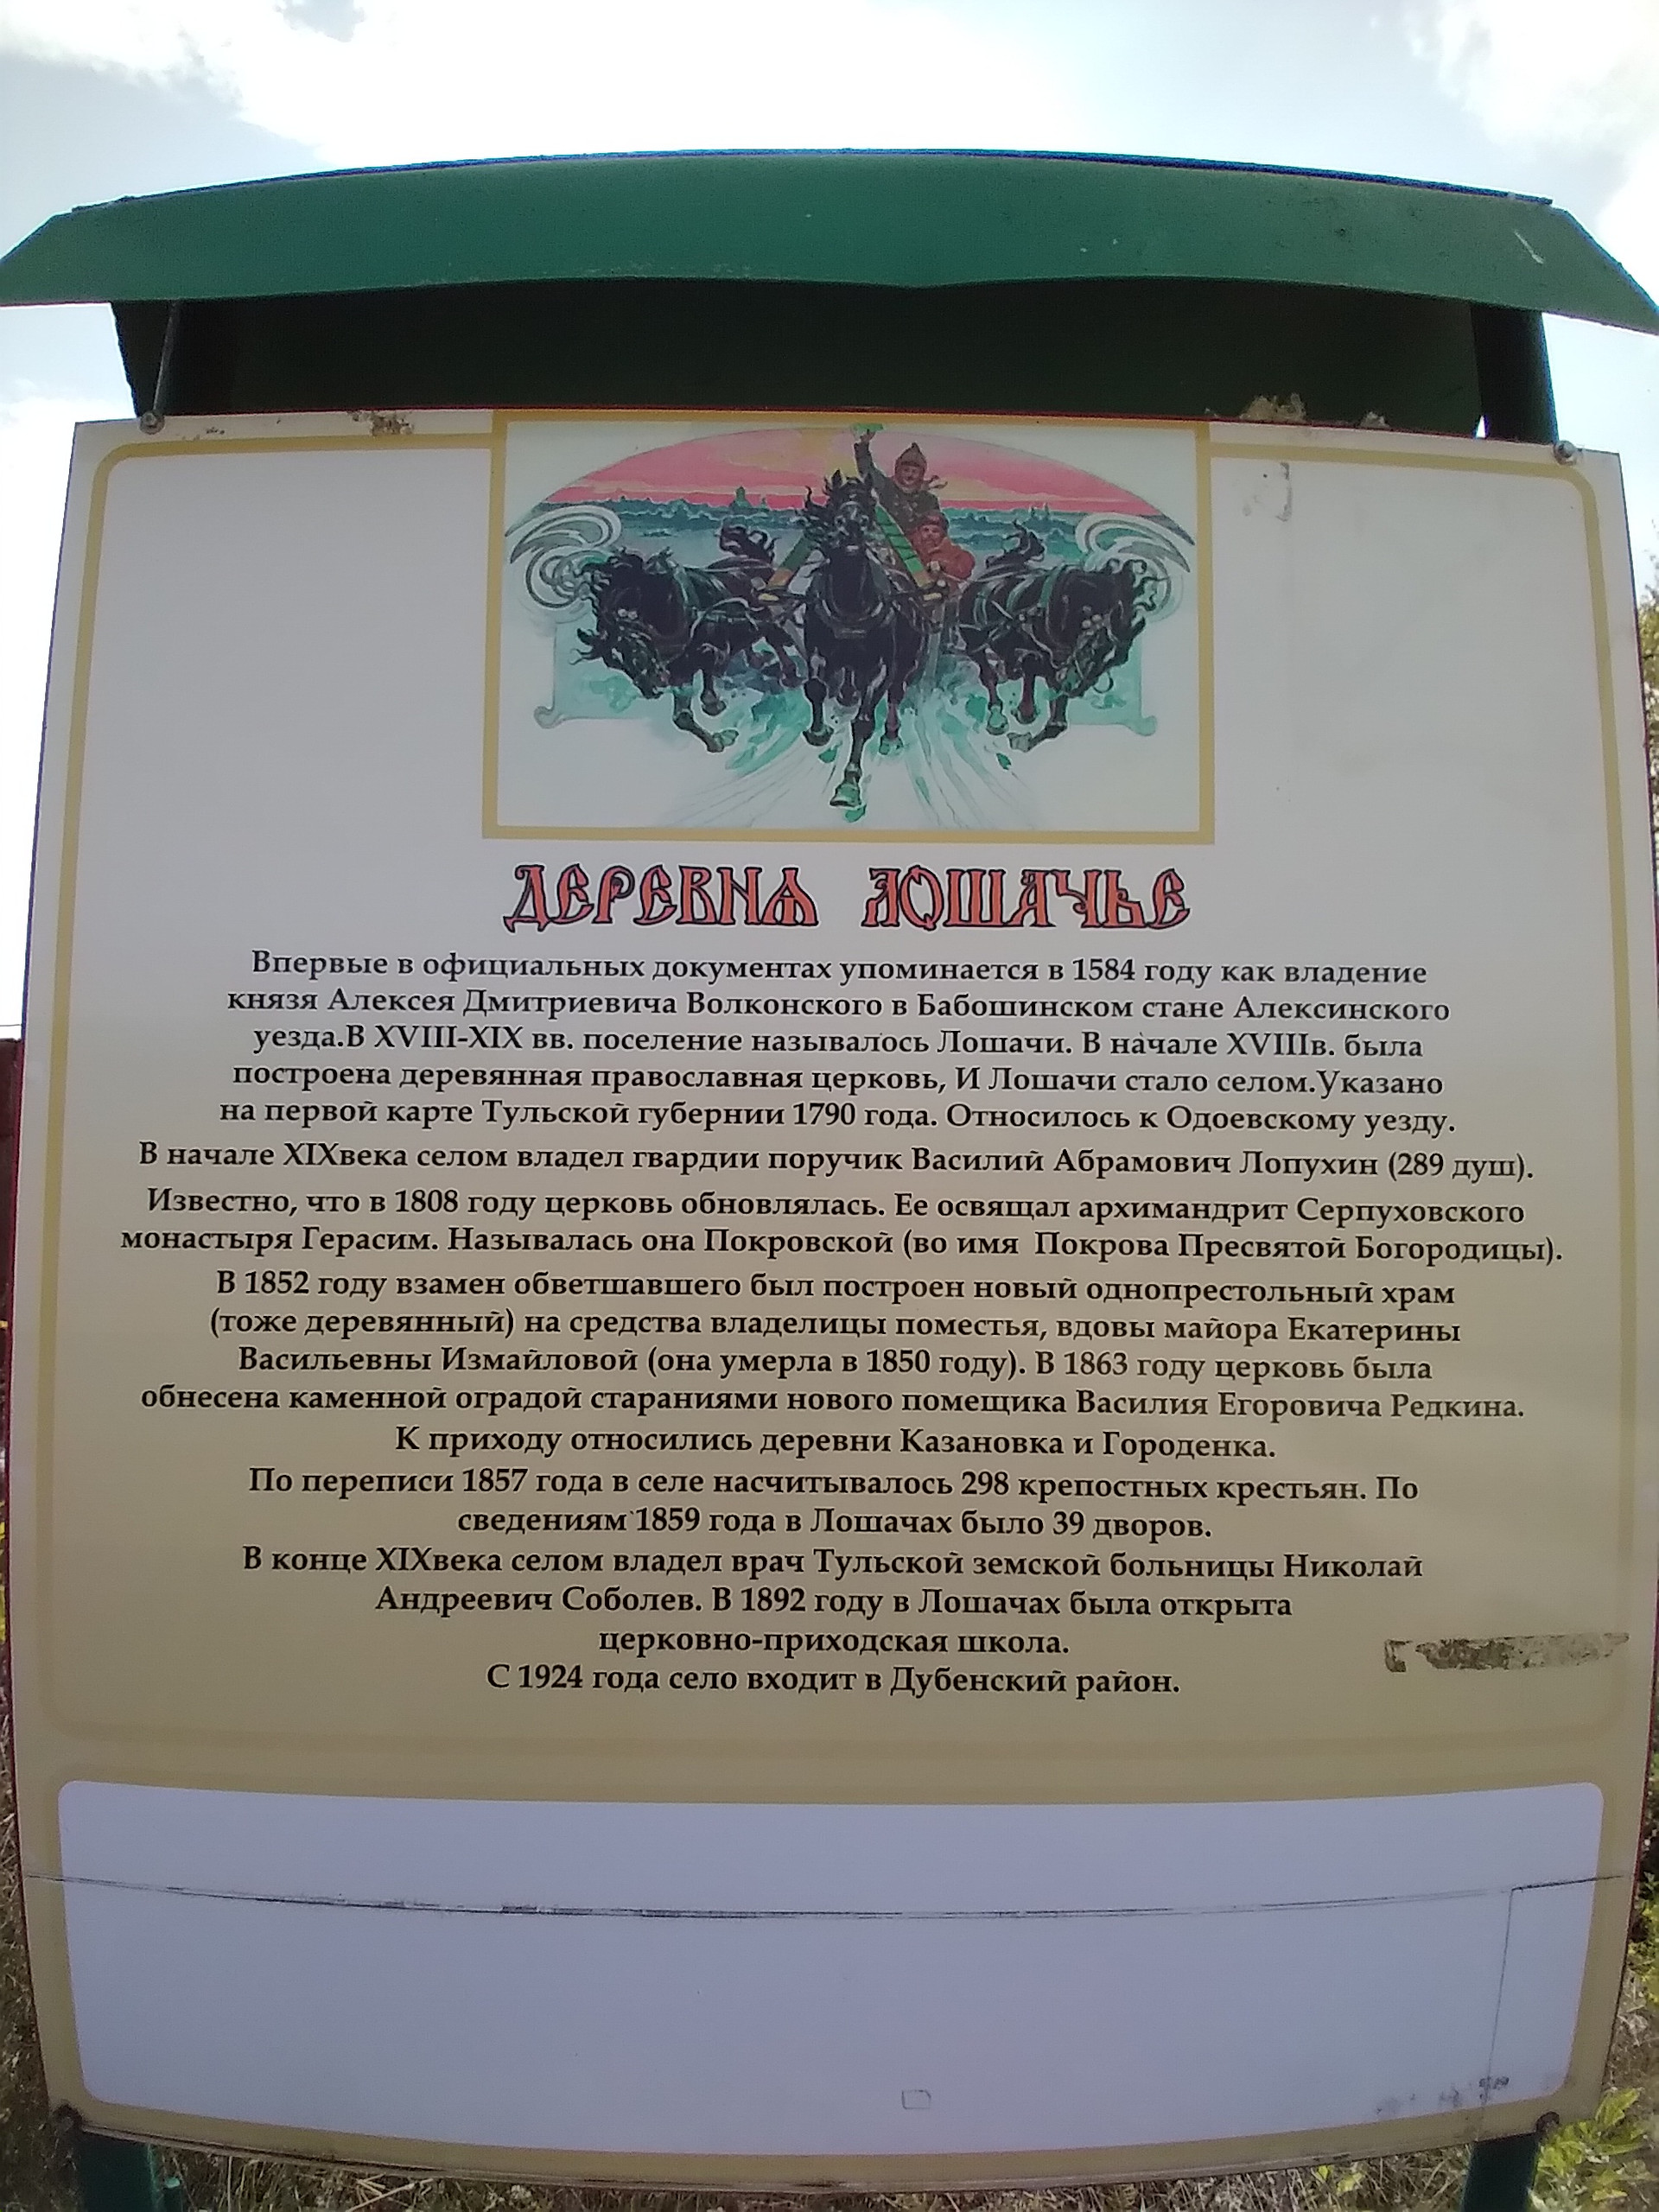 ДЕРЕВНЯ ЛОШАЧЬЕ
Впервые в официальных документах упоминается в 1584 году как владение
князя Алексея Дмитриевича Волконского в Бабошинском стане Алексинского
уезда.В XVIII-XIX вв. поселение называлось Лошачи. В начале XVIIIв. была
построена деревянная православная церковь, И Лошачи стало селом.Указано
на первой карте Тульской губернии 1790 года. Относилось к Одоевскому уезду.
В начале XIXвека селом владел гвардии поручик Василий Абрамович Лопухин (289 душ).
Известно, что в 1808 году церковь обновлялась. Ее освящал архимандрит Серпуховского
монастыря Герасим. Называлась она Покровской (во имя Покрова Пресвятой Богородицы).
В 1852 году взамен обветшавшего был построен новый однопрестольный храм
(тоже деревянный) на средства владелицы поместья, вдовы майора Екатерины
Васильевны Измайловой (она умерла в 1850 году). В 1863 году церковь была
обнесена каменной оградой стараниями нового помещика Василия Егоровича Редкина.
К приходу относились деревни Казановка и Городенка.
По переписи 1857 года в селе насчитывалось 298 крепостных крестьян. По
сведениям 1859 года в Лошачах было 39 дворов.
В конце XIXвека селом владел врач Тульской земской больницы Николай
Андреевич Соболев. В 1892 году в Лошачах была открыта
церковно-приходская школа.
С 1924 года село входит в Дубенский район.